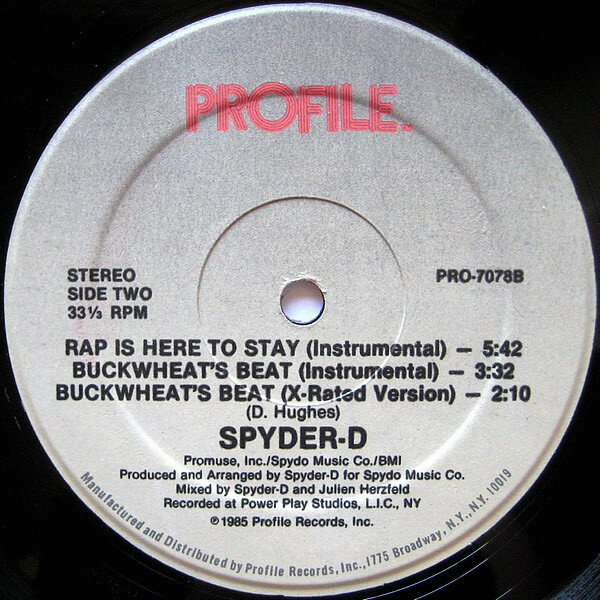 PROFILE.
STEREO
SIDE TWO
33⅓ RPM
PRO-7078B
RAP IS HERE TO STAY (Instrumental) — 5:42
BUCKWHEAT'S BEAT (Instrumental) — 3:32
BUCKWHEAT'S BEAT (X-Rated Version) — 2:10
(D. Hughes)
SPYDER-D
Promuse, Inc./Spydo Music Co./BMI
Produced and Arranged by Spyder-D for Spydo Music Co.
Mixed by Spyder-D and Julien Herzfeld
Recorded at Power Play Studios, L.I.C., NY
℗ 1985 Profile Records, Inc.
Manufactured and Distributed by Profile Records, Inc., 1775 Broadway, N.Y., N.Y. 10019